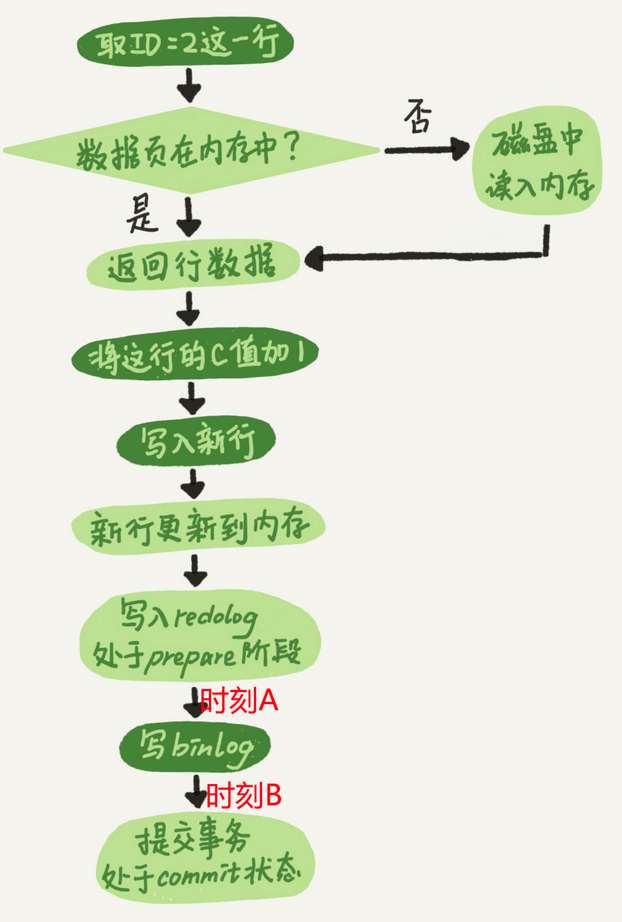 取ID=2这一行
数据页在内存中？
否
磁盘中
读入内存
是
返回行数据
将这行的C值加1
写入新行
新行更新到内存
写入redolog
处于prepare阶段
时刻A
写binlog
时刻B
提交事务
处于commit状态